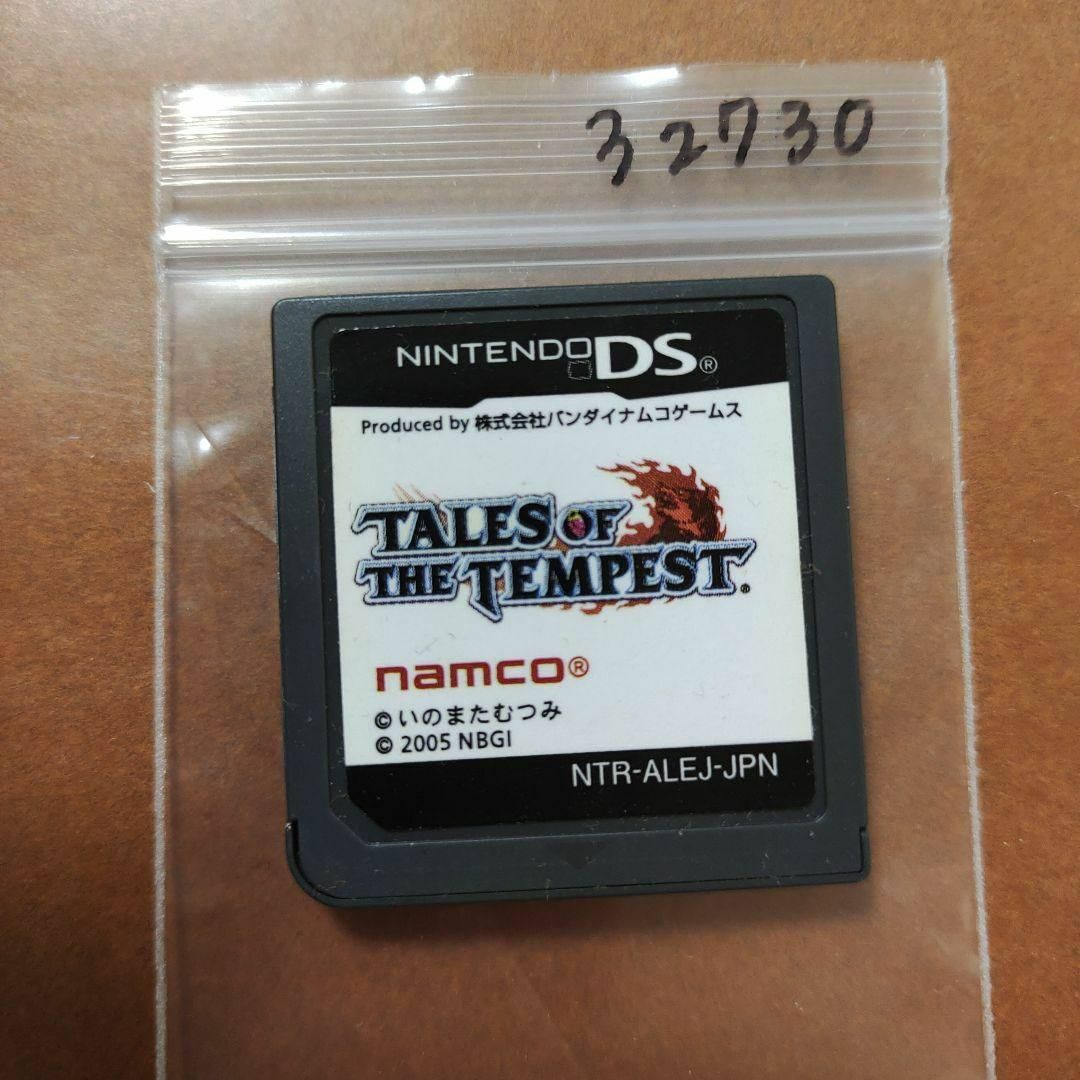 32730
NINTENDO DS®
Produced by 株式会社バンダイナムコゲームス
TALES OF
THE TEMPEST®
namco®
©いのまたむつみ
© 2005 NBGI
NTR-ALEJ-JPN